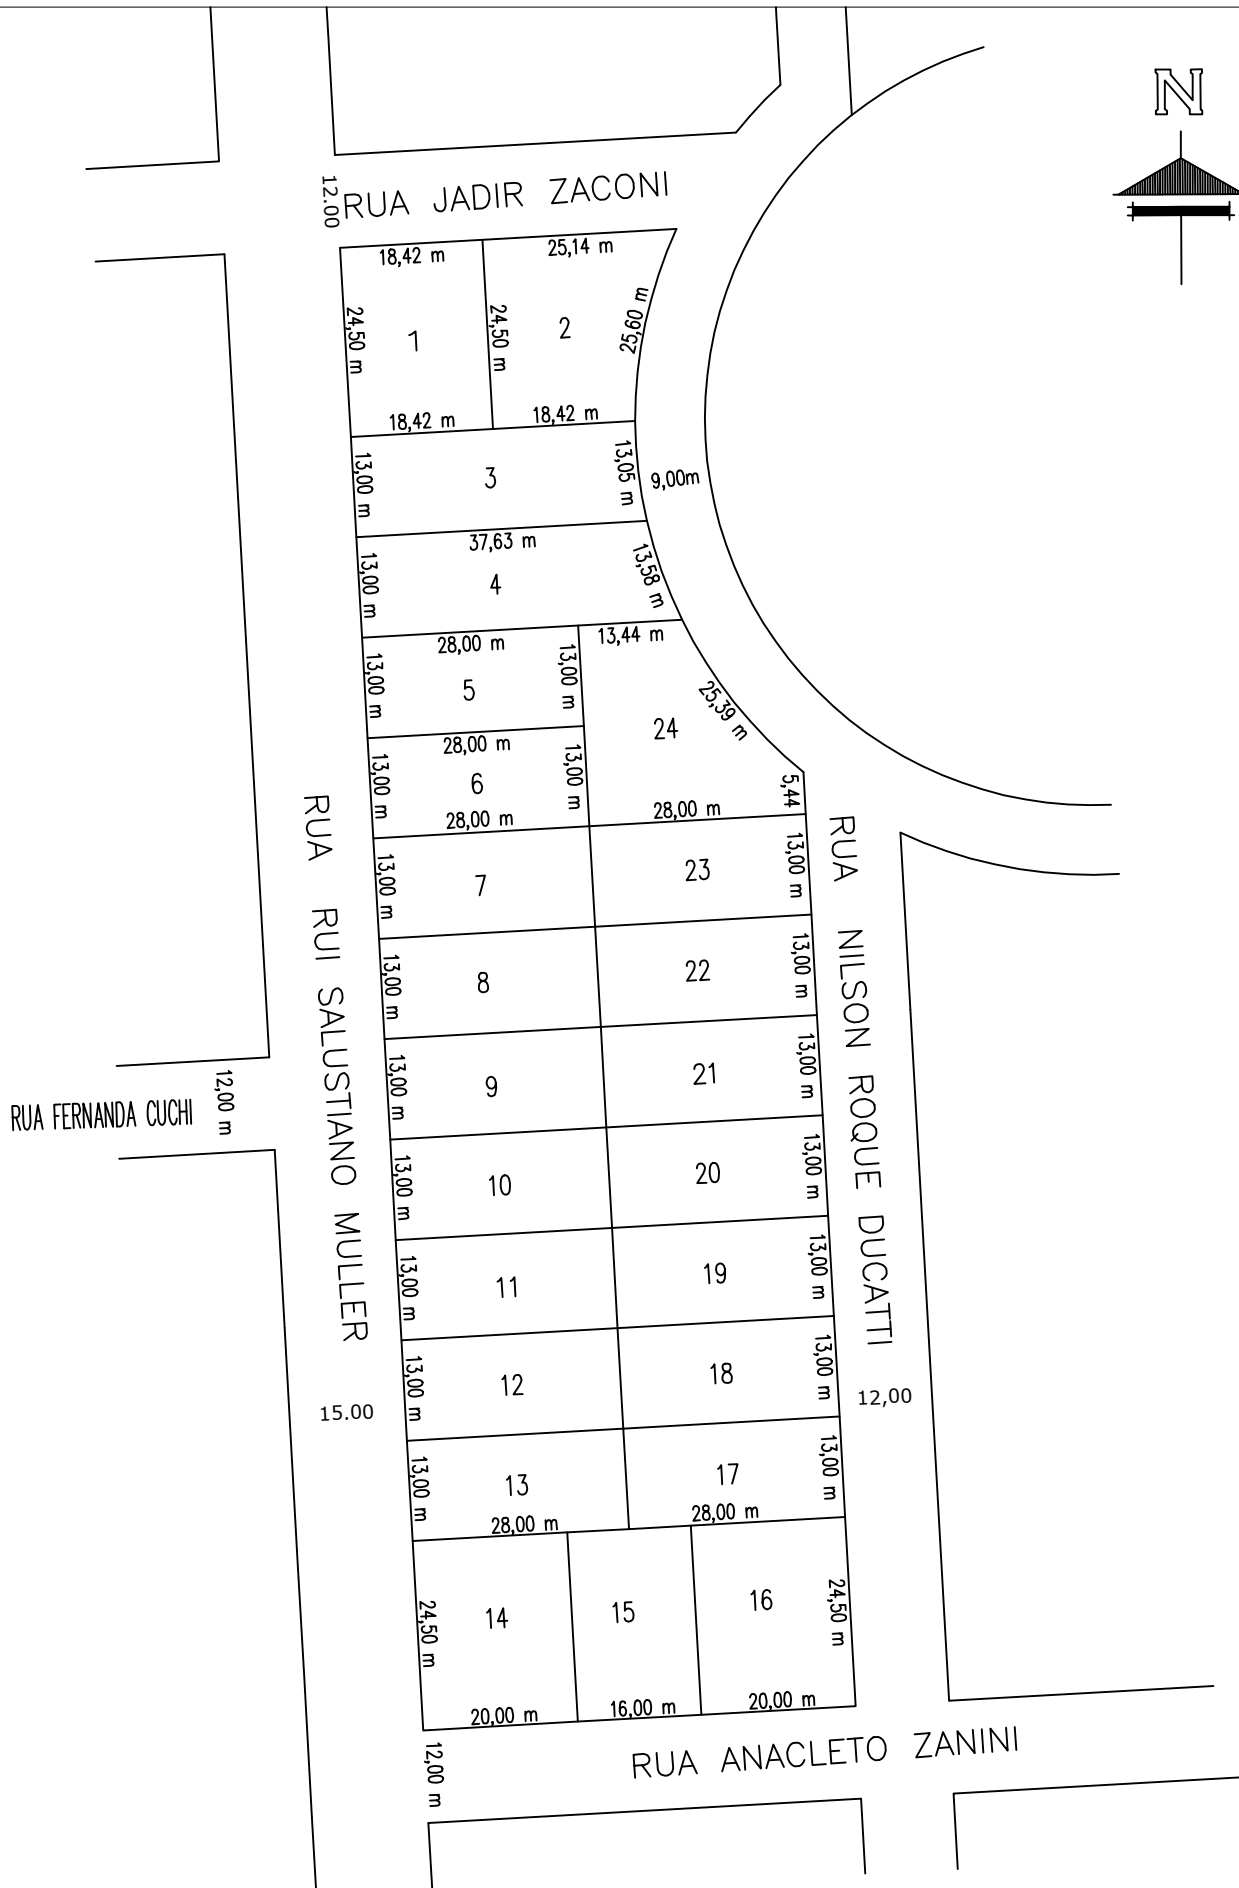 N
RUA JADIR ZACONI
12.00
18,42 m
25,14 m
24,50 m
1
24,50 m
2
25,60 m
18,42 m
18,42 m
13,00 m
3
13,05 m
9,00m
37,63 m
13,00 m
4
13,58 m
28,00 m
13,44 m
13,00 m
5
13,00 m
24
25,39 m
28,00 m
13,00 m
6
13,00 m
28,00 m
28,00 m
5,44
RUA RUI SALUSTIANO MULLER
RUA NILSON ROQUE DUCATTI
13,00 m
7
23
13,00 m
13,00 m
8
22
13,00 m
13,00 m
9
21
13,00 m
RUA FERNANDA CUCHI
12,00 m
13,00 m
10
20
13,00 m
13,00 m
11
19
13,00 m
13,00 m
12
18
13,00 m
15.00
12,00
13,00 m
13
17
13,00 m
28,00 m
28,00 m
24,50 m
14
15
16
24,50 m
20,00 m
16,00 m
20,00 m
12,00 m
RUA ANACLETO ZANINI